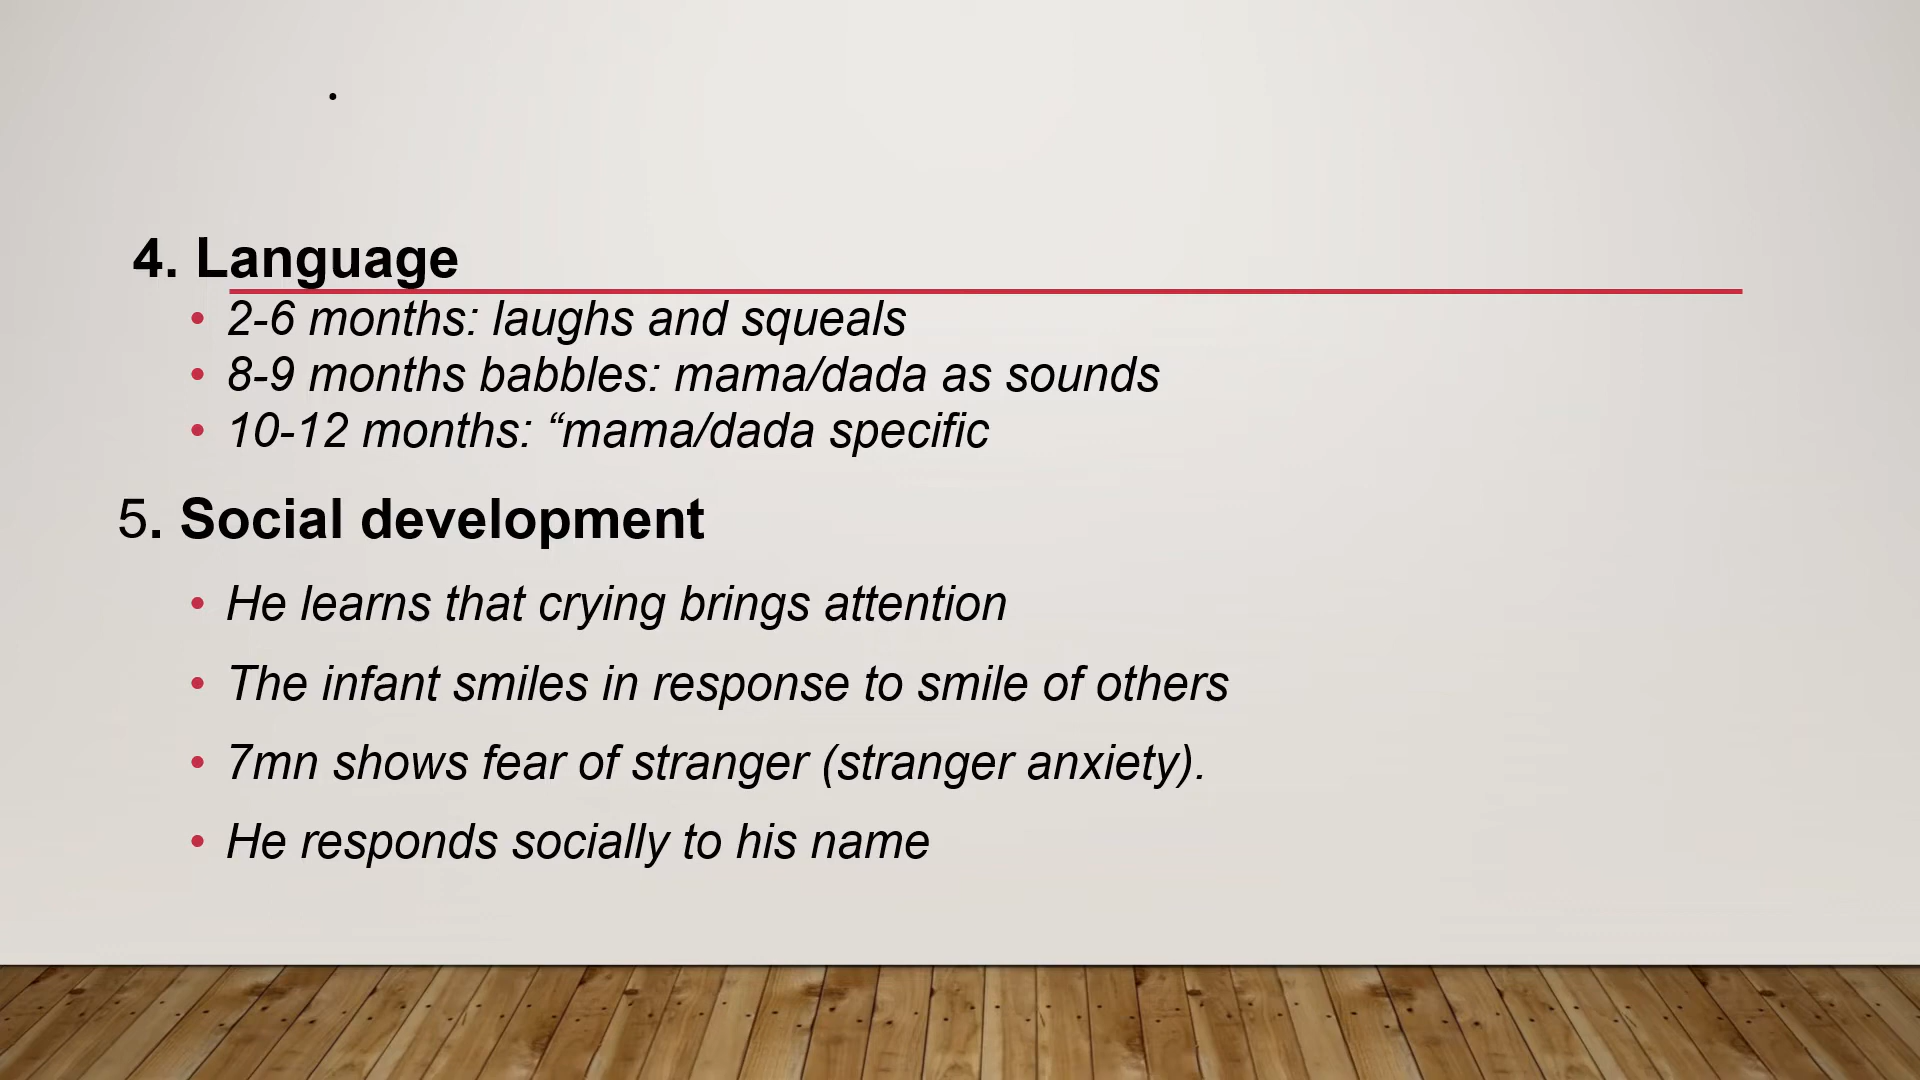 .
4. Language
• 2-6 months: laughs and squeals
• 8-9 months babbles: mama/dada as sounds
• 10-12 months: “mama/dada specific
5. Social development
• He learns that crying brings attention
• The infant smiles in response to smile of others
• 7mn shows fear of stranger (stranger anxiety).
• He responds socially to his name